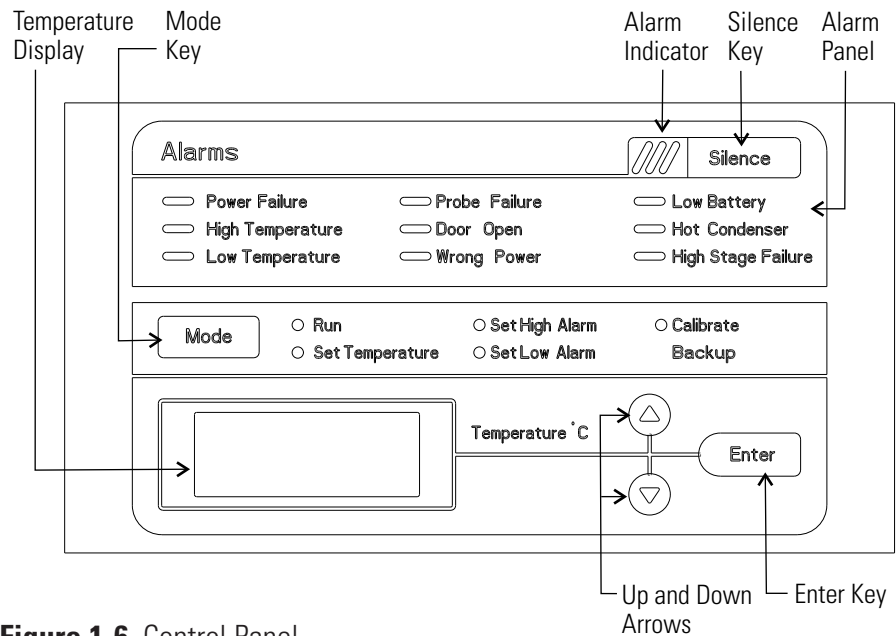 Temperature Display
Mode Key
Alarm Indicator
Silence Key
Alarm Panel
Alarms
Silence
Power Failure
Probe Failure
Low Battery
High Temperature
Door Open
Hot Condenser
Low Temperature
Wrong Power
High Stage Failure
Mode
Run
Set High Alarm
Calibrate
Set Temperature
Set Low Alarm
Backup
Temperature °C
Enter
Up and Down Arrows
Enter Key
Figure 1-6 Control Panel